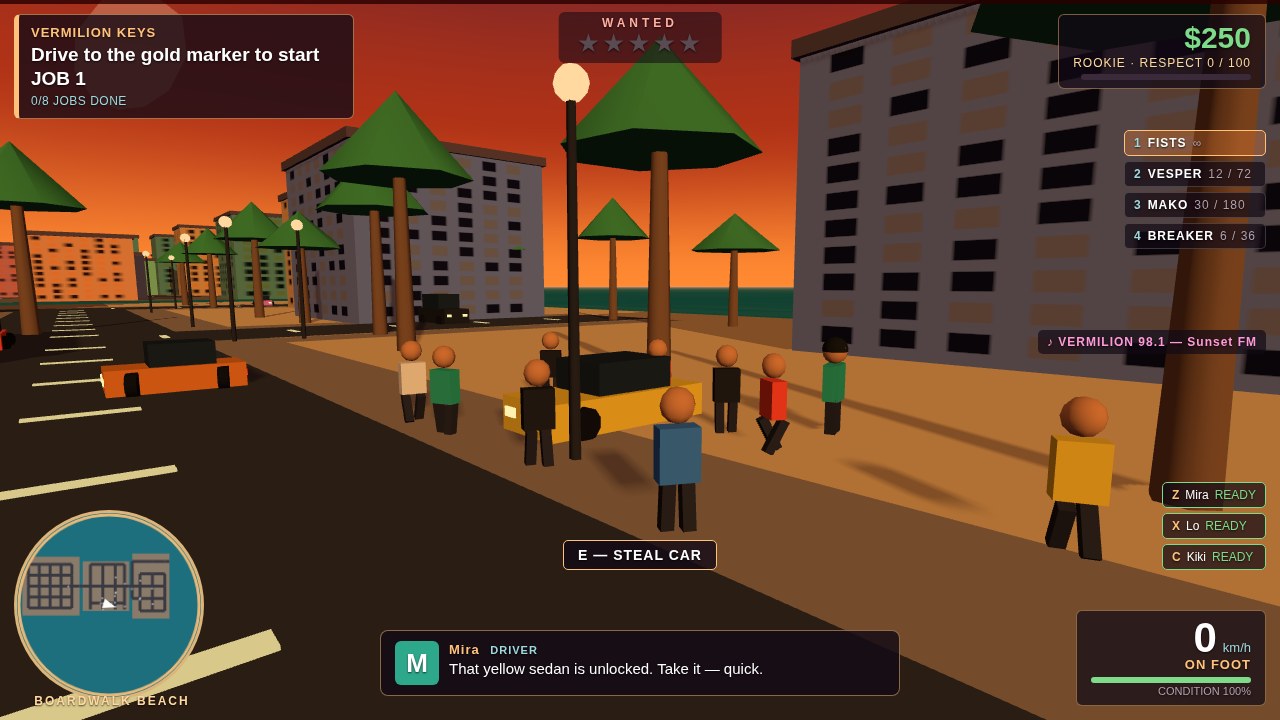 VERMILION KEYS
Drive to the gold marker to start
JOB 1
0/8 JOBS DONE
WANTED
$250
ROOKIE · RESPECT 0 / 100
1 FISTS ∞
2 VESPER 12 / 72
3 MAKO 30 / 180
4 BREAKER 6 / 36
♪ VERMILION 98.1 — Sunset FM
Z Mira READY
X Lo READY
C Kiki READY
E — STEAL CAR
M
Mira DRIVER
That yellow sedan is unlocked. Take it — quick.
0 km/h
ON FOOT
CONDITION 100%
BOARDWALK BEACH